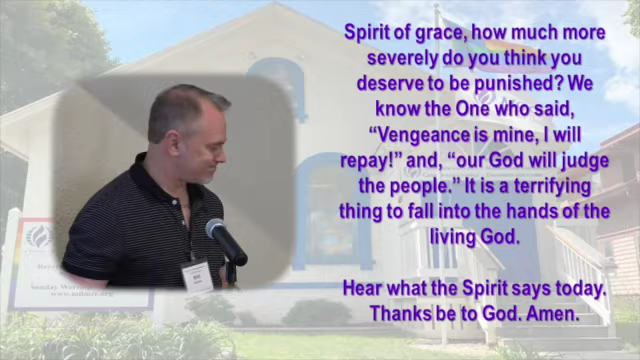 Spirit of grace, how much more
severely do you think you
deserve to be punished? We
know the One who said,
“Vengeance is mine, I will
repay!” and, “our God will judge
the people.” It is a terrifying
thing to fall into the hands of the
living God.
Hear what the Spirit says today.
Thanks be to God. Amen.
Sunday Wor